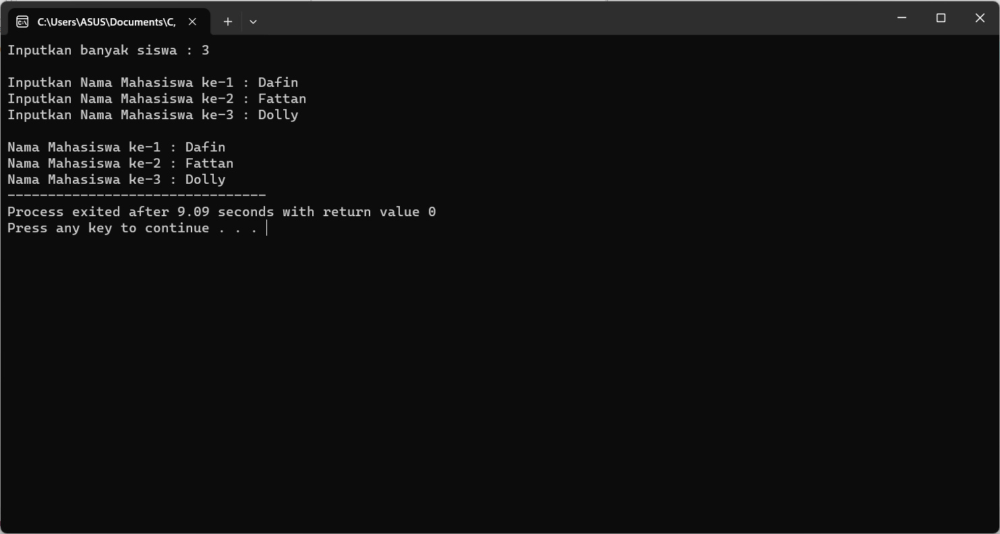 C:\Users\ASUS\Documents\C,
Inputkan banyak siswa : 3
Inputkan Nama Mahasiswa ke-1 : Dafin
Inputkan Nama Mahasiswa ke-2 : Fattan
Inputkan Nama Mahasiswa ke-3 : Dolly
Nama Mahasiswa ke-1 : Dafin
Nama Mahasiswa ke-2 : Fattan
Nama Mahasiswa ke-3 : Dolly
--------------------------------
Process exited after 9.09 seconds with return value 0
Press any key to continue . . .